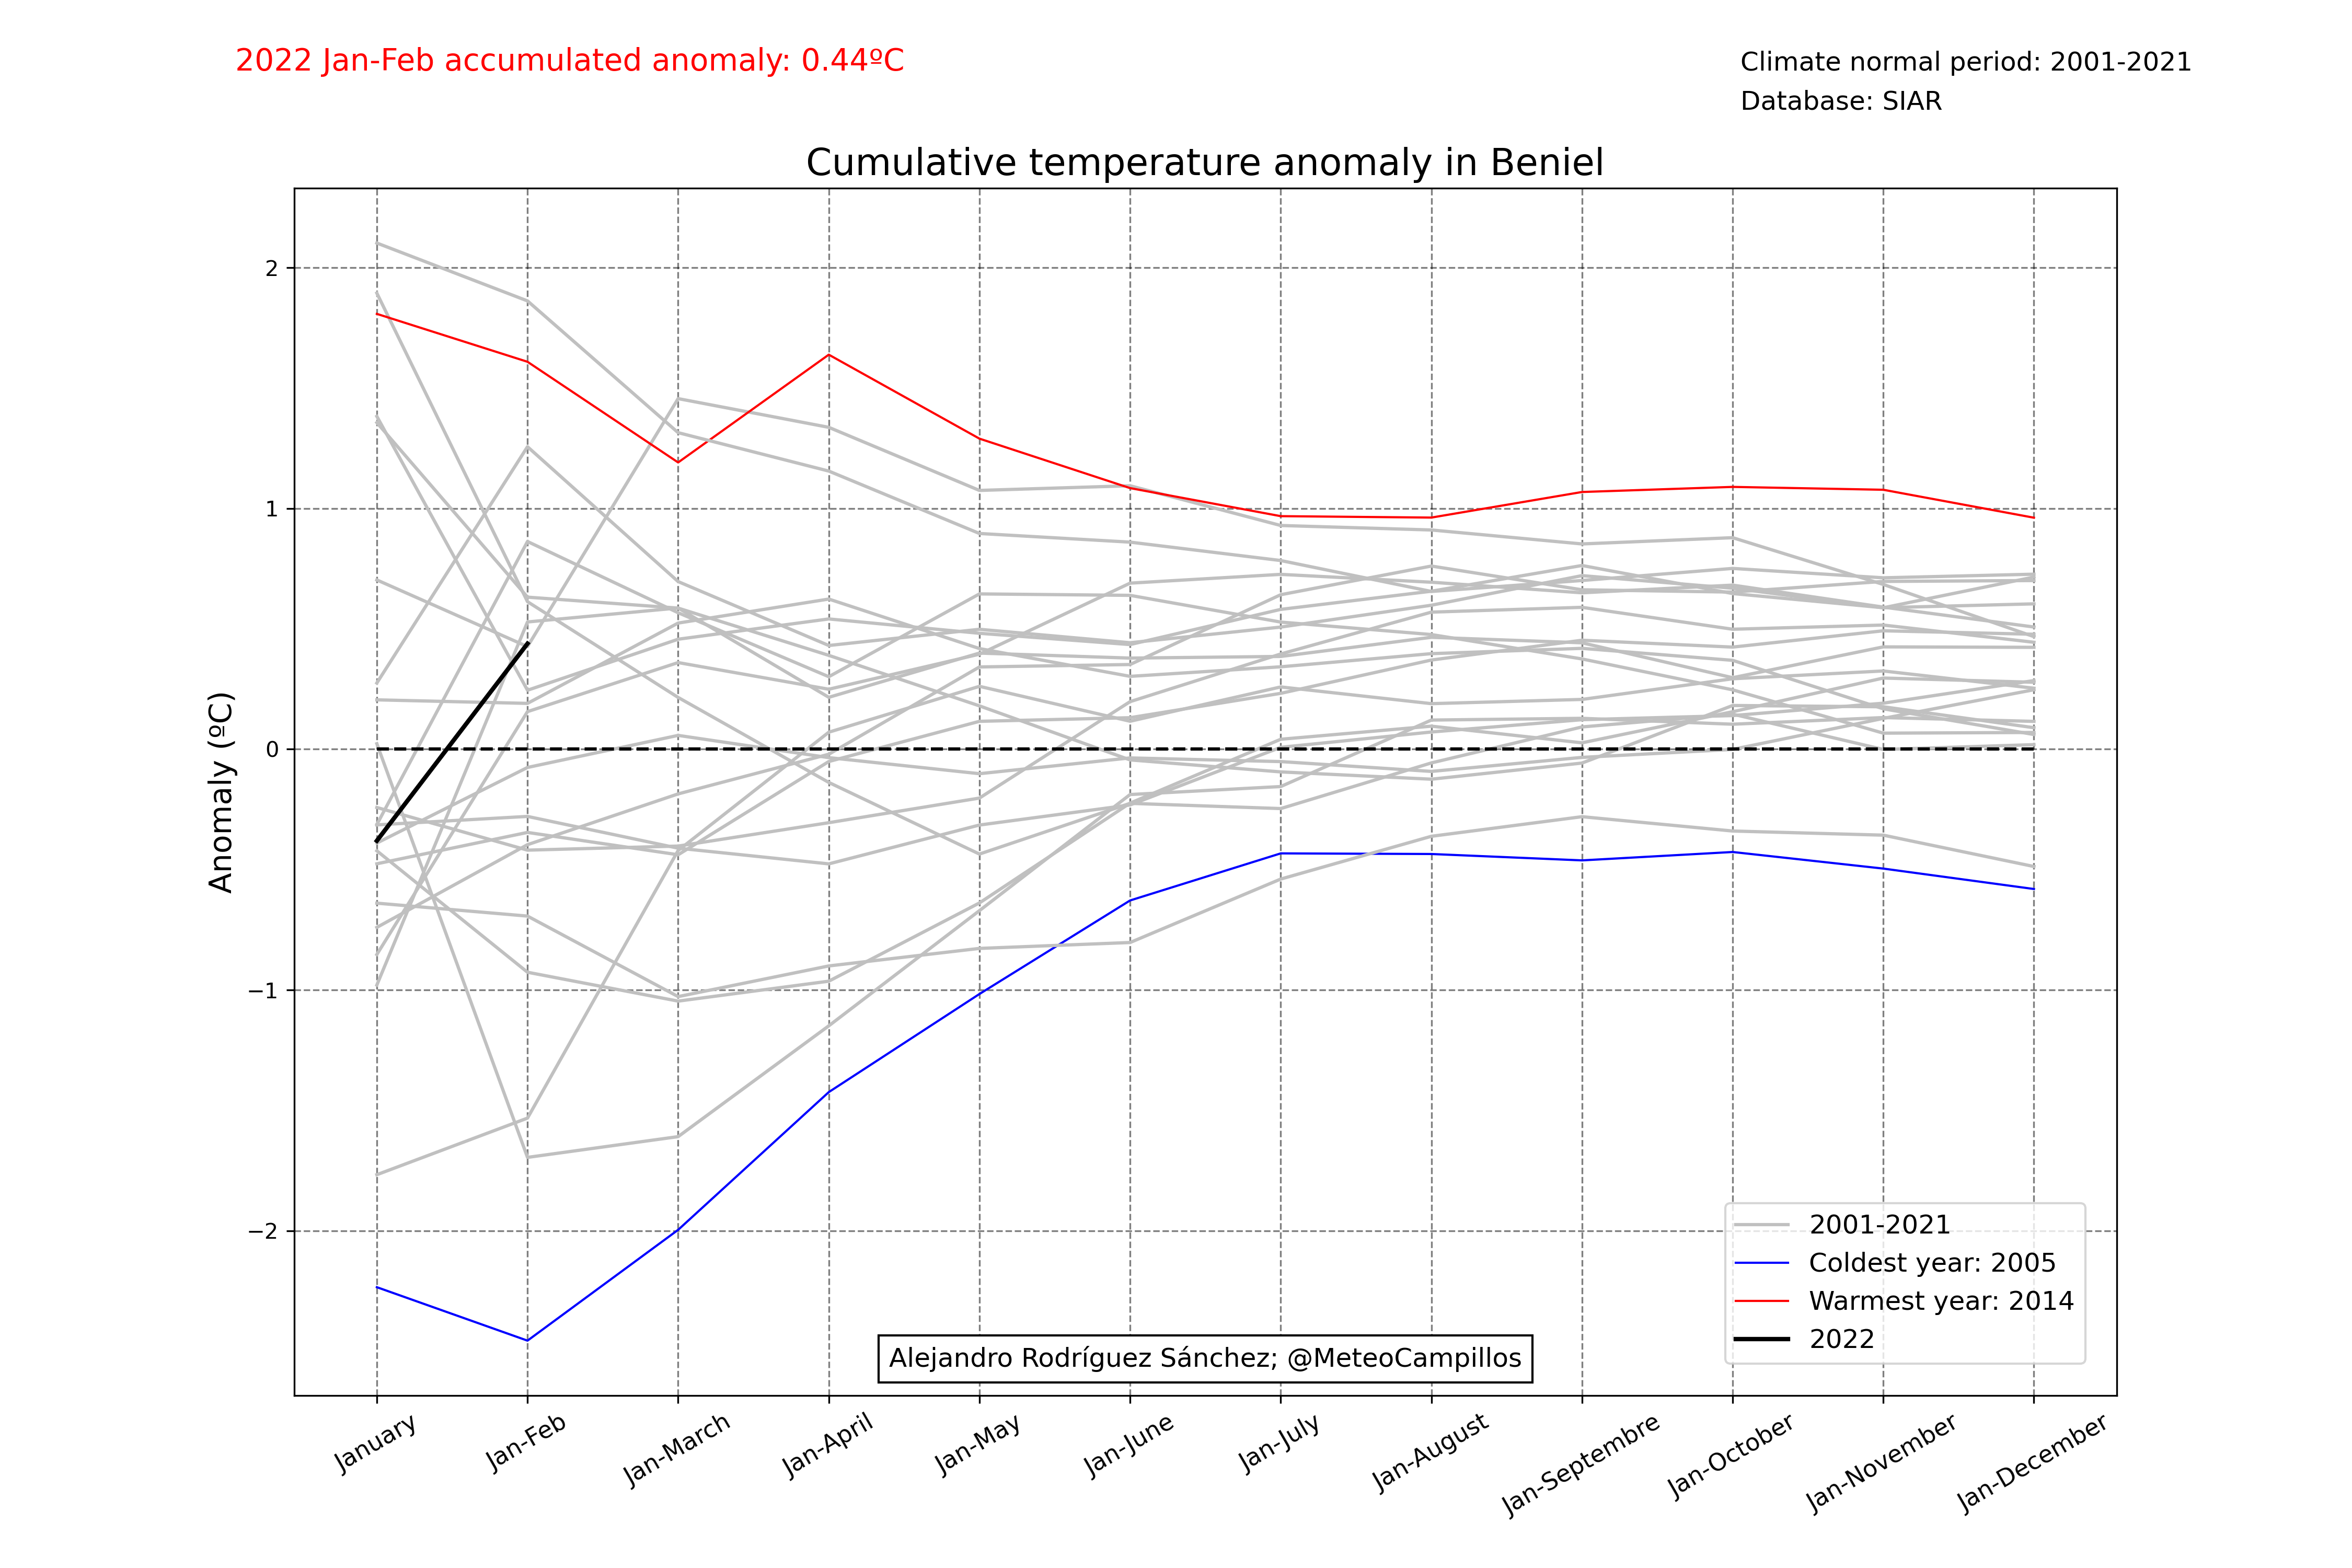 2022 Jan-Feb accumulated anomaly: 0.44ºC
Climate normal period: 2001-2021
Database: SIAR
Cumulative temperature anomaly in Beniel
Anomaly (ºC)
2
1
0
−1
−2
2001-2021
Coldest year: 2005
Warmest year: 2014
2022
Alejandro Rodríguez Sánchez; @MeteoCampillos
January
Jan-Feb
Jan-March
Jan-April
Jan-May
Jan-June
Jan-July
Jan-August
Jan-Septembre
Jan-October
Jan-November
Jan-December